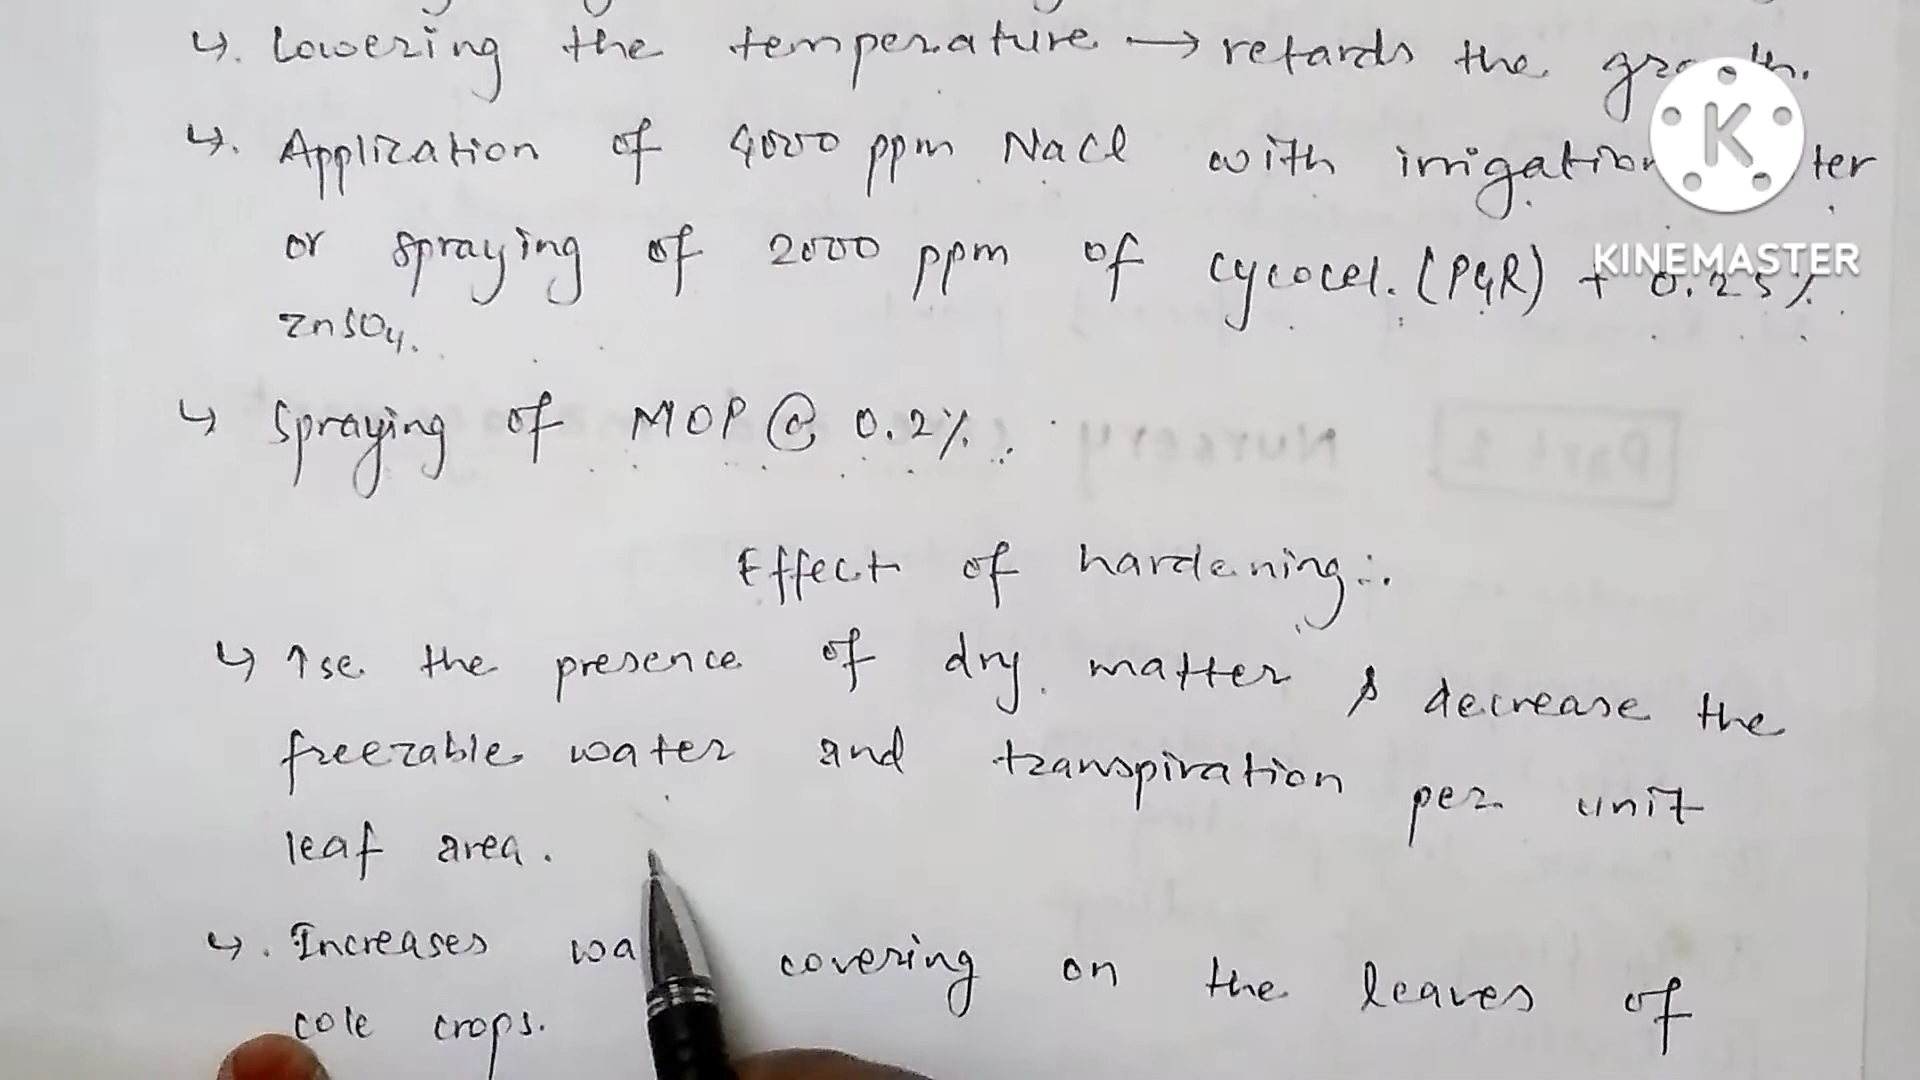 ↳. Lowering the temperature → retards the
↳. Application of 4000 ppm NaCl with irrigation
or spraying of 2000 ppm of cycocel. (PGR) + 0.25%
ZnSO4.
KINEMASTER
↳ Spraying of MOP @ 0.2%.
Effect of hardening:-
↳ ↑se the presence of dry matter & decrease the
freezable water and transpiration per unit
leaf area.
↳. Increases covering on the leaves of
cole crops.